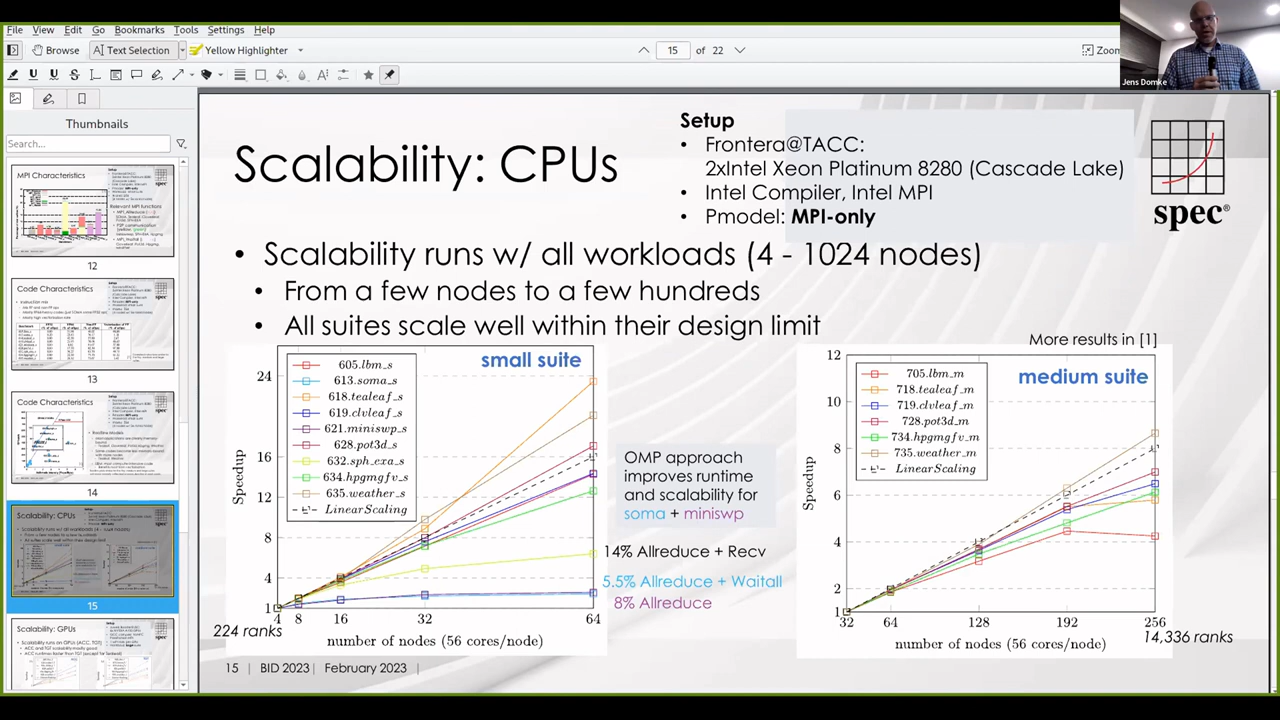 File View Edit Go Bookmarks Tools Settings Help
Browse Text Selection Yellow Highlighter 15 of 22 Zoom
Jens Domke
Thumbnails
Search...
MPI Characteristics
12
Code Characteristics
13
Code Characteristics
14
Scalability: CPUs
15
Scalability: GPUs
Scalability: CPUs
Setup
• Frontera@TACC:
2xIntel Xeon Platinum 8280 (Cascade Lake)
• Intel Compiler, Intel MPI
• Pmodel: MPI-only
spec®
• Scalability runs w/ all workloads (4 - 1024 nodes)
• From a few nodes to a few hundreds
• All suites scale well within their design limit
More results in [1]
small suite
605.lbm_s
613.soma_s
618.tealeaf_s
619.clvleaf_s
621.miniswp_s
628.pot3d_s
632.sph_exa_s
634.hpgmgfv_s
635.weather_s
LinearScaling
Speedup
24
16
12
8
4
1
4 8 16 32 64
224 ranks
number of nodes (56 cores/node)
OMP approach
improves runtime
and scalability for
soma + miniswp
14% Allreduce + Recv
5.5% Allreduce + Waitall
8% Allreduce
medium suite
705.lbm_m
718.tealeaf_m
719.clvleaf_m
728.pot3d_m
734.hpgmgfv_m
735.weather_m
LinearScaling
Speedup
12
10
8
6
4
2
1
32 64 128 192 256
14,336 ranks
number of nodes (56 cores/node)
15 | BID 2023 | February 2023 |